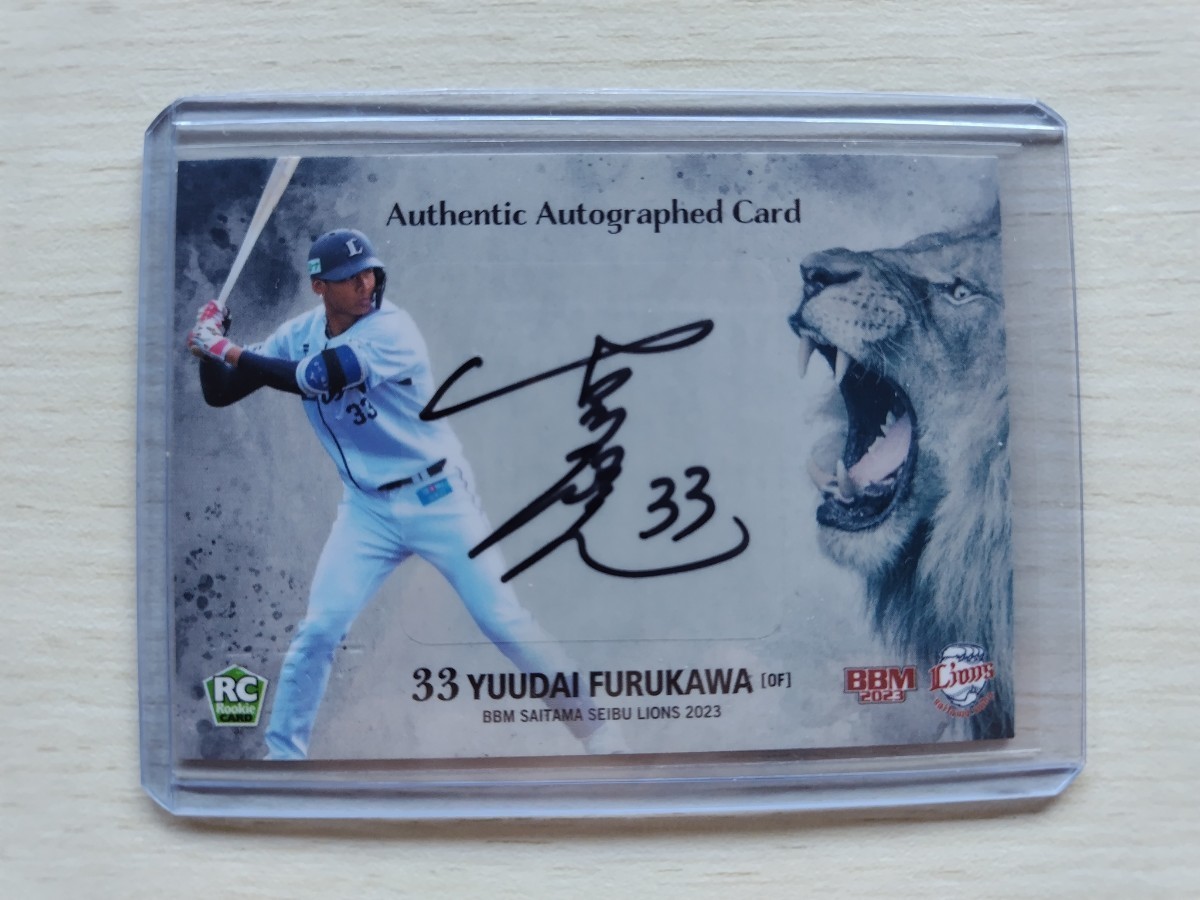 Authentic Autographed Card
L
33
33
RC
Rookie
CARD
33 YUUDAI FURUKAWA [OF]
BBM SAITAMA SEIBU LIONS 2023
BBM
2023
Lions